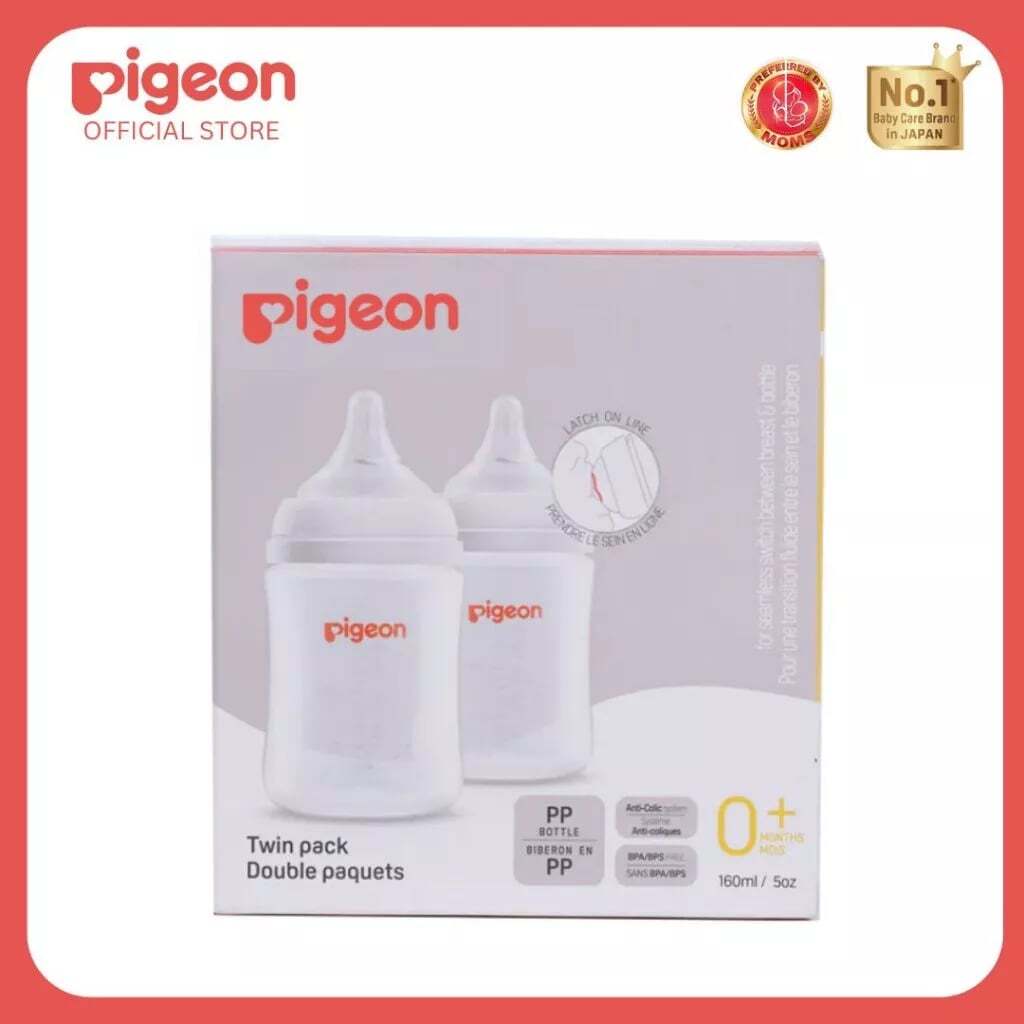 pigeon
OFFICIAL STORE
PREFERRED BY
MOMS
No.1*
Baby Care Brand
in JAPAN
pigeon
LATCH ON LINE
PRENDRE LE SEIN EN LIGNE
for seamless switch between breast & bottle
Pour une transition fluide entre le sein et le biberon
pigeon
pigeon
Twin pack
Double paquets
PP
BOTTLE
BIBERON EN
PP
Anti-Colic system
Système
Anti-coliques
BPA/BPS FREE
SANS BPA/BPS
0+
MONTHS
MOIS
160ml / 5oz